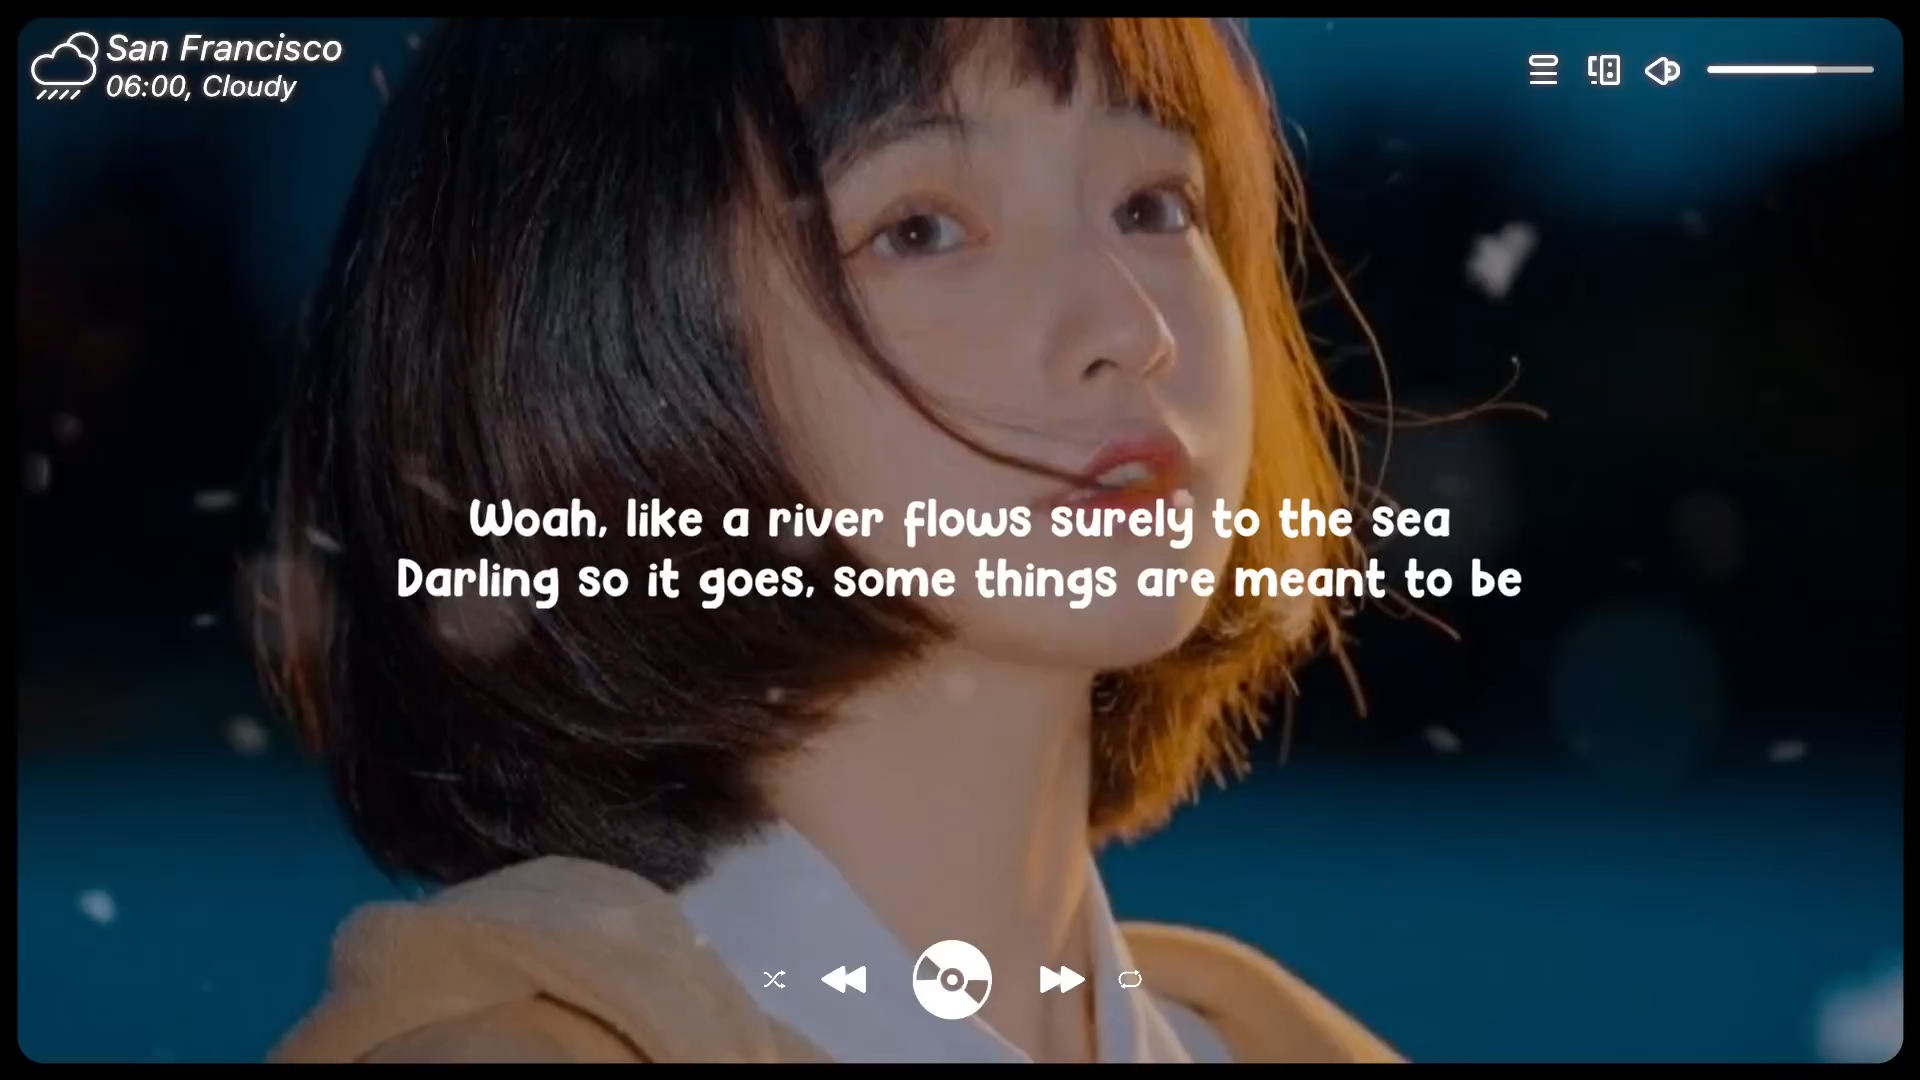 San Francisco
06:00, Cloudy
Woah, like a river flows surely to the sea
Darling so it goes, some things are meant to be